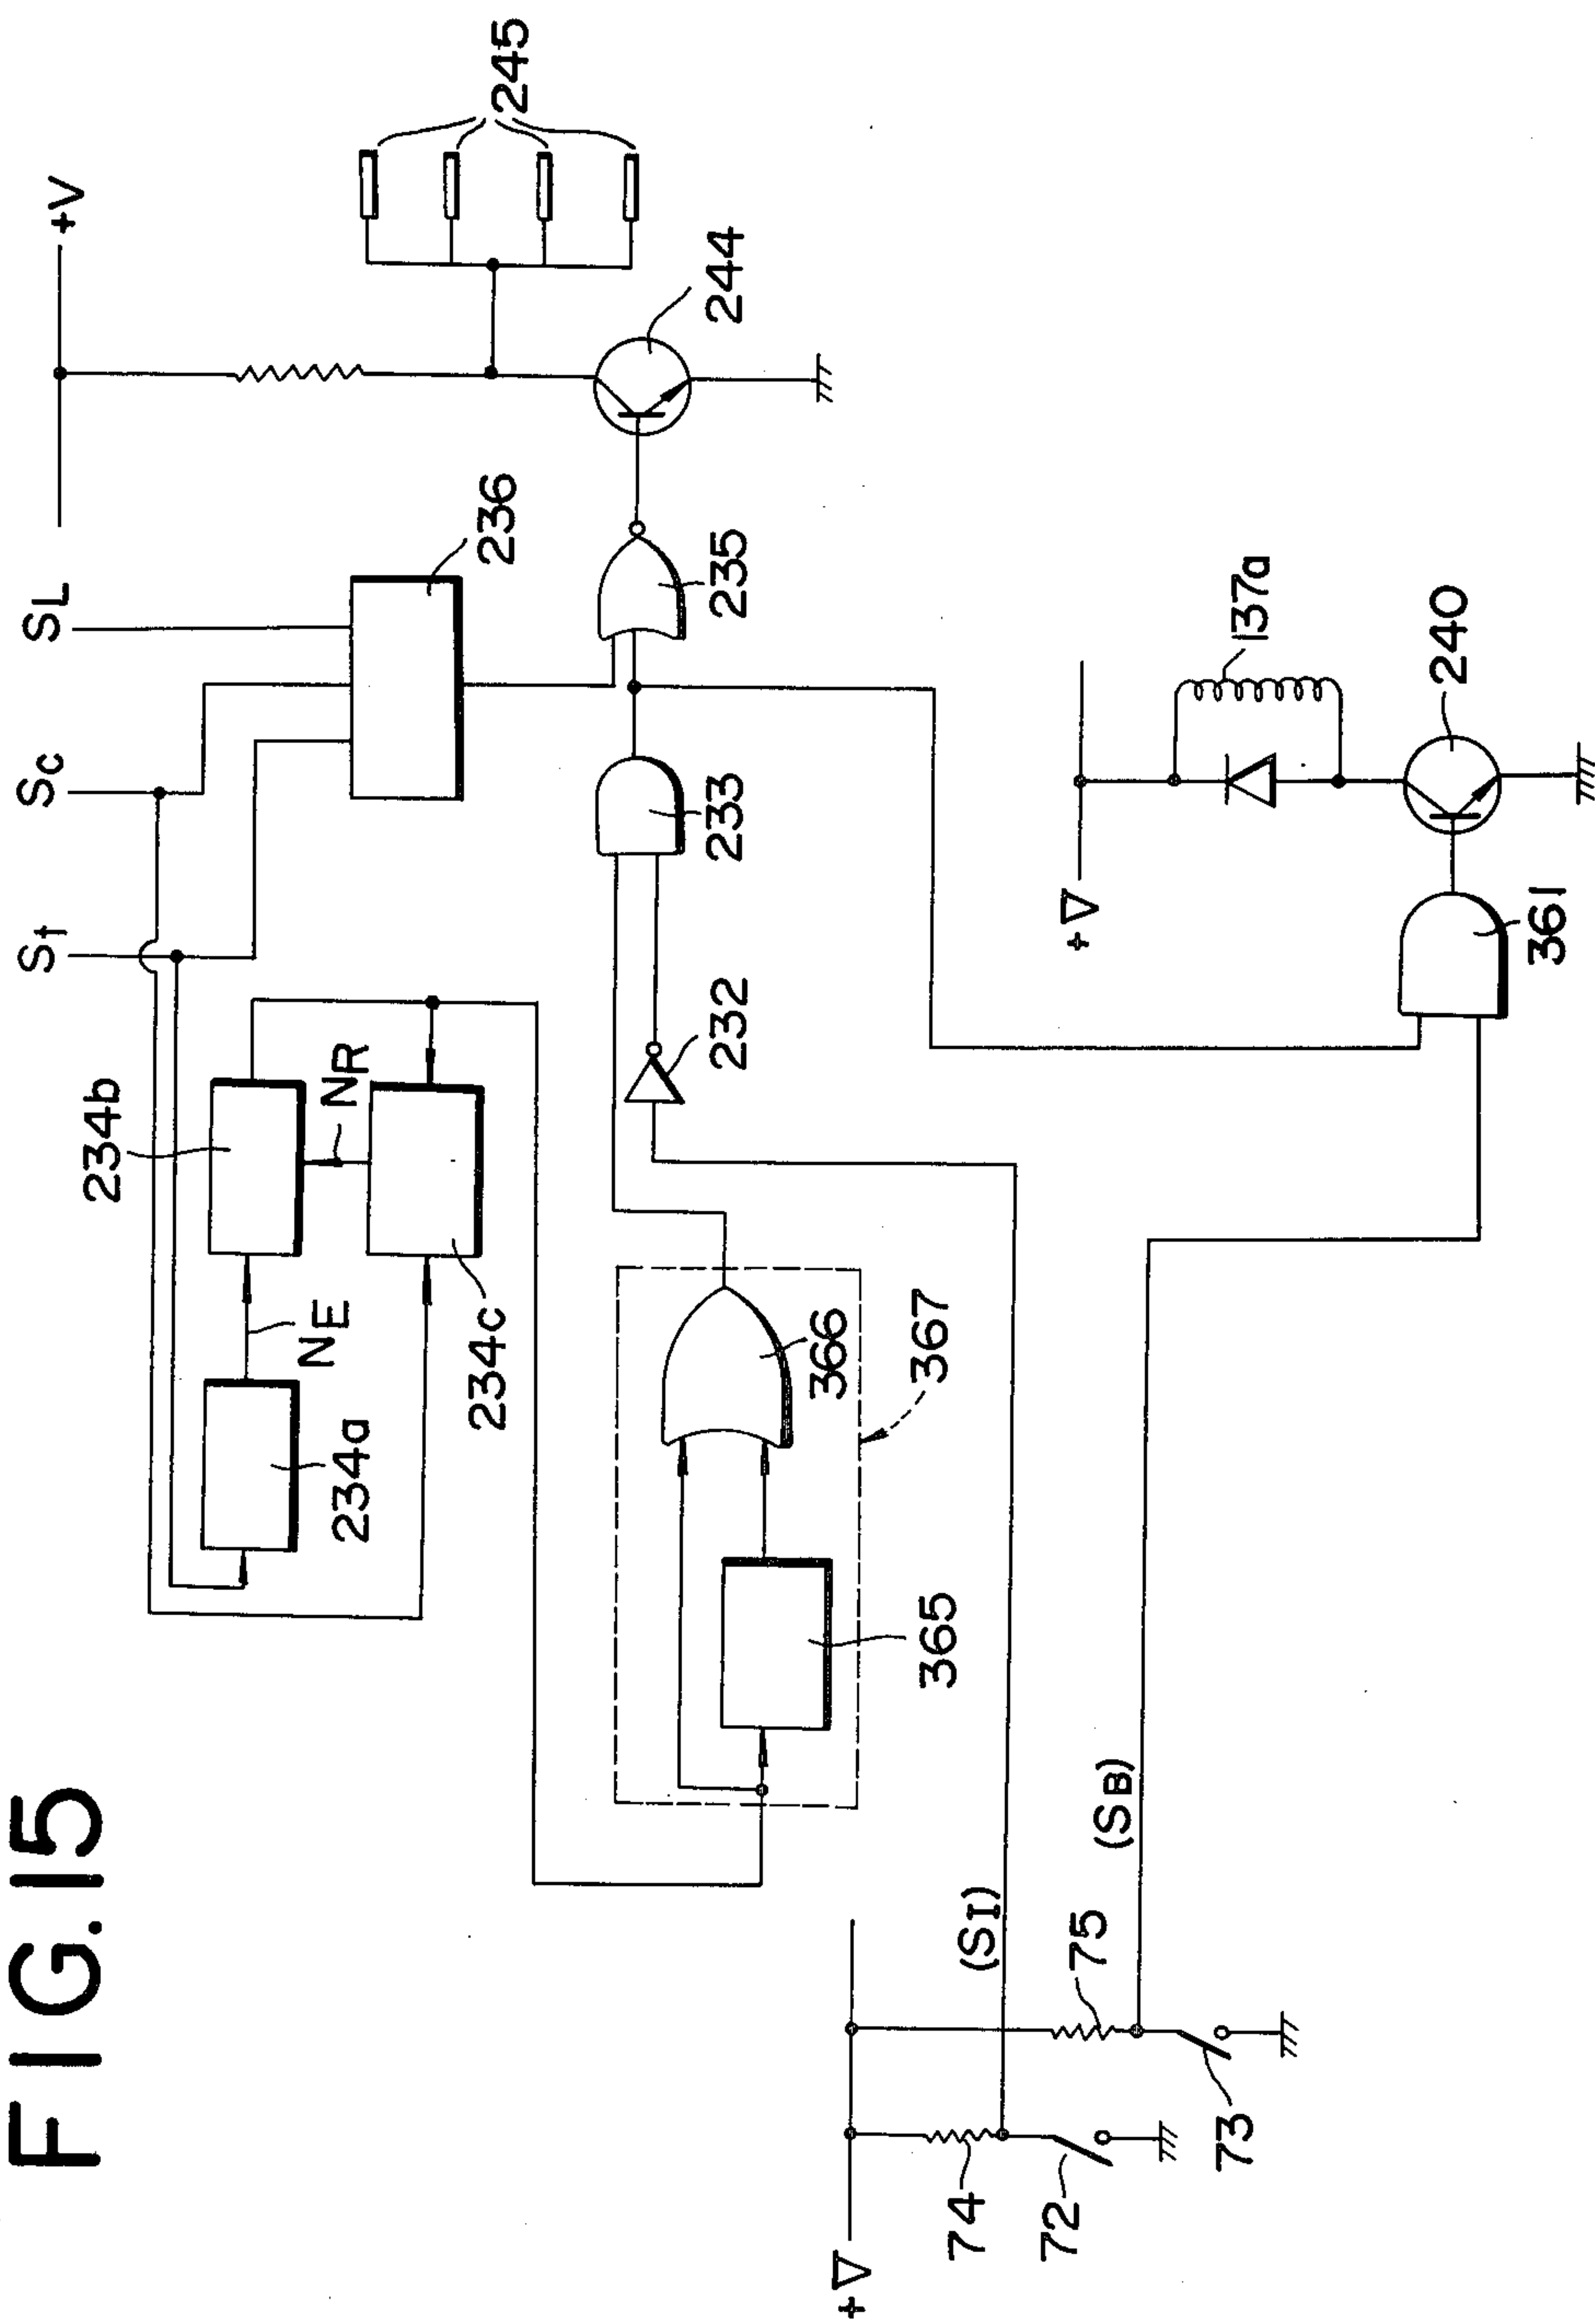 FIG.15
St
Sc
SL
+V
234b
NR
NE
234a
234c
236
245
244
235
233
232
366
367
365
+V
137a
240
361
(SI)
(SB)
+V
74
75
72
73